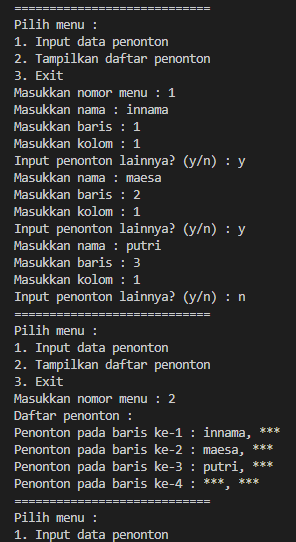 ============================
Pilih menu :
1. Input data penonton
2. Tampilkan daftar penonton
3. Exit
Masukkan nomor menu : 1
Masukkan nama : innama
Masukkan baris : 1
Masukkan kolom : 1
Input penonton lainnya? (y/n) : y
Masukkan nama : maesa
Masukkan baris : 2
Masukkan kolom : 1
Input penonton lainnya? (y/n) : y
Masukkan nama : putri
Masukkan baris : 3
Masukkan kolom : 1
Input penonton lainnya? (y/n) : n
============================
Pilih menu :
1. Input data penonton
2. Tampilkan daftar penonton
3. Exit
Masukkan nomor menu : 2
Daftar penonton :
Penonton pada baris ke-1 : innama, ***
Penonton pada baris ke-2 : maesa, ***
Penonton pada baris ke-3 : putri, ***
Penonton pada baris ke-4 : ***, ***
============================
Pilih menu :
1. Input data penonton